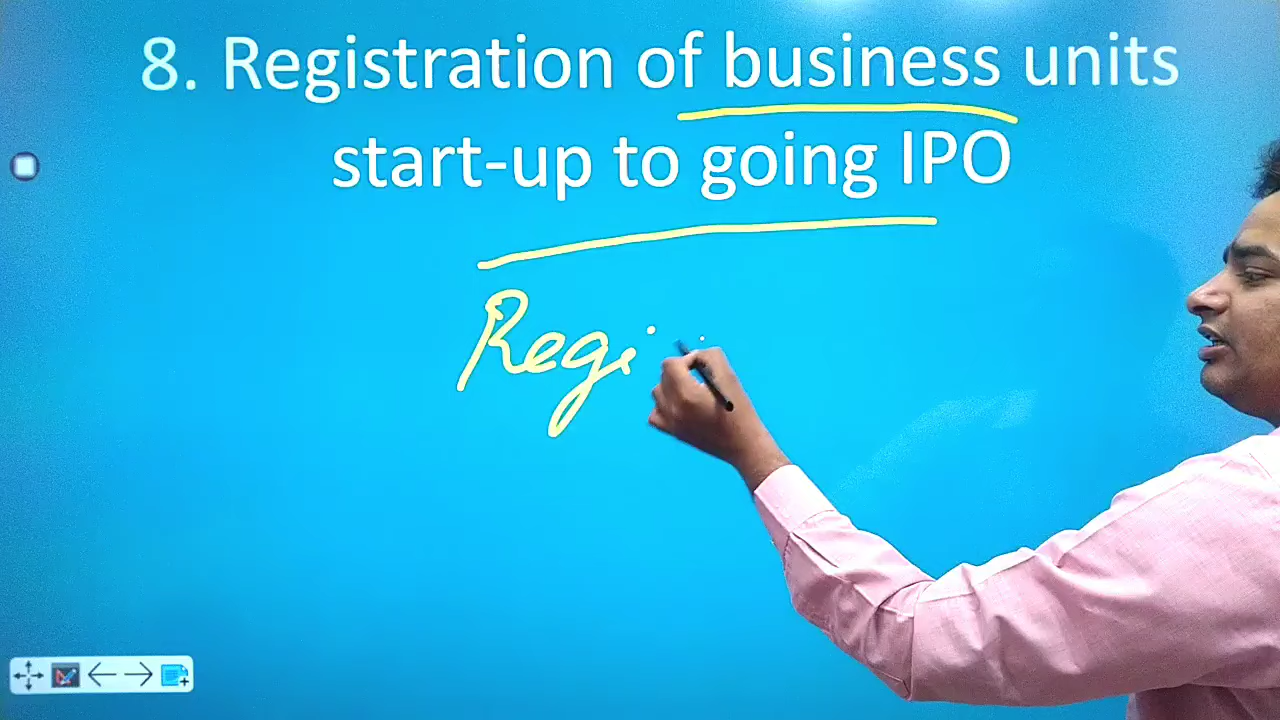 8. Registration of business units
start-up to going IPO
Regi